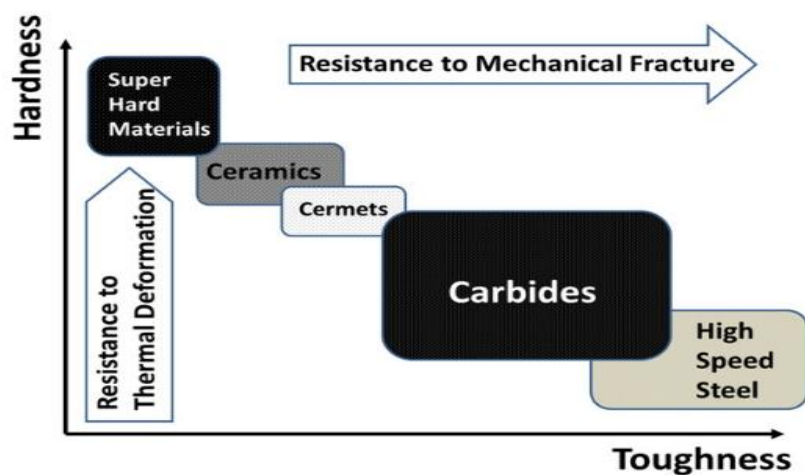 Hardness
Resistance to Mechanical Fracture
Super
Hard
Materials
Ceramics
Cermets
Resistance to
Thermal Deformation
Carbides
High
Speed
Steel
Toughness